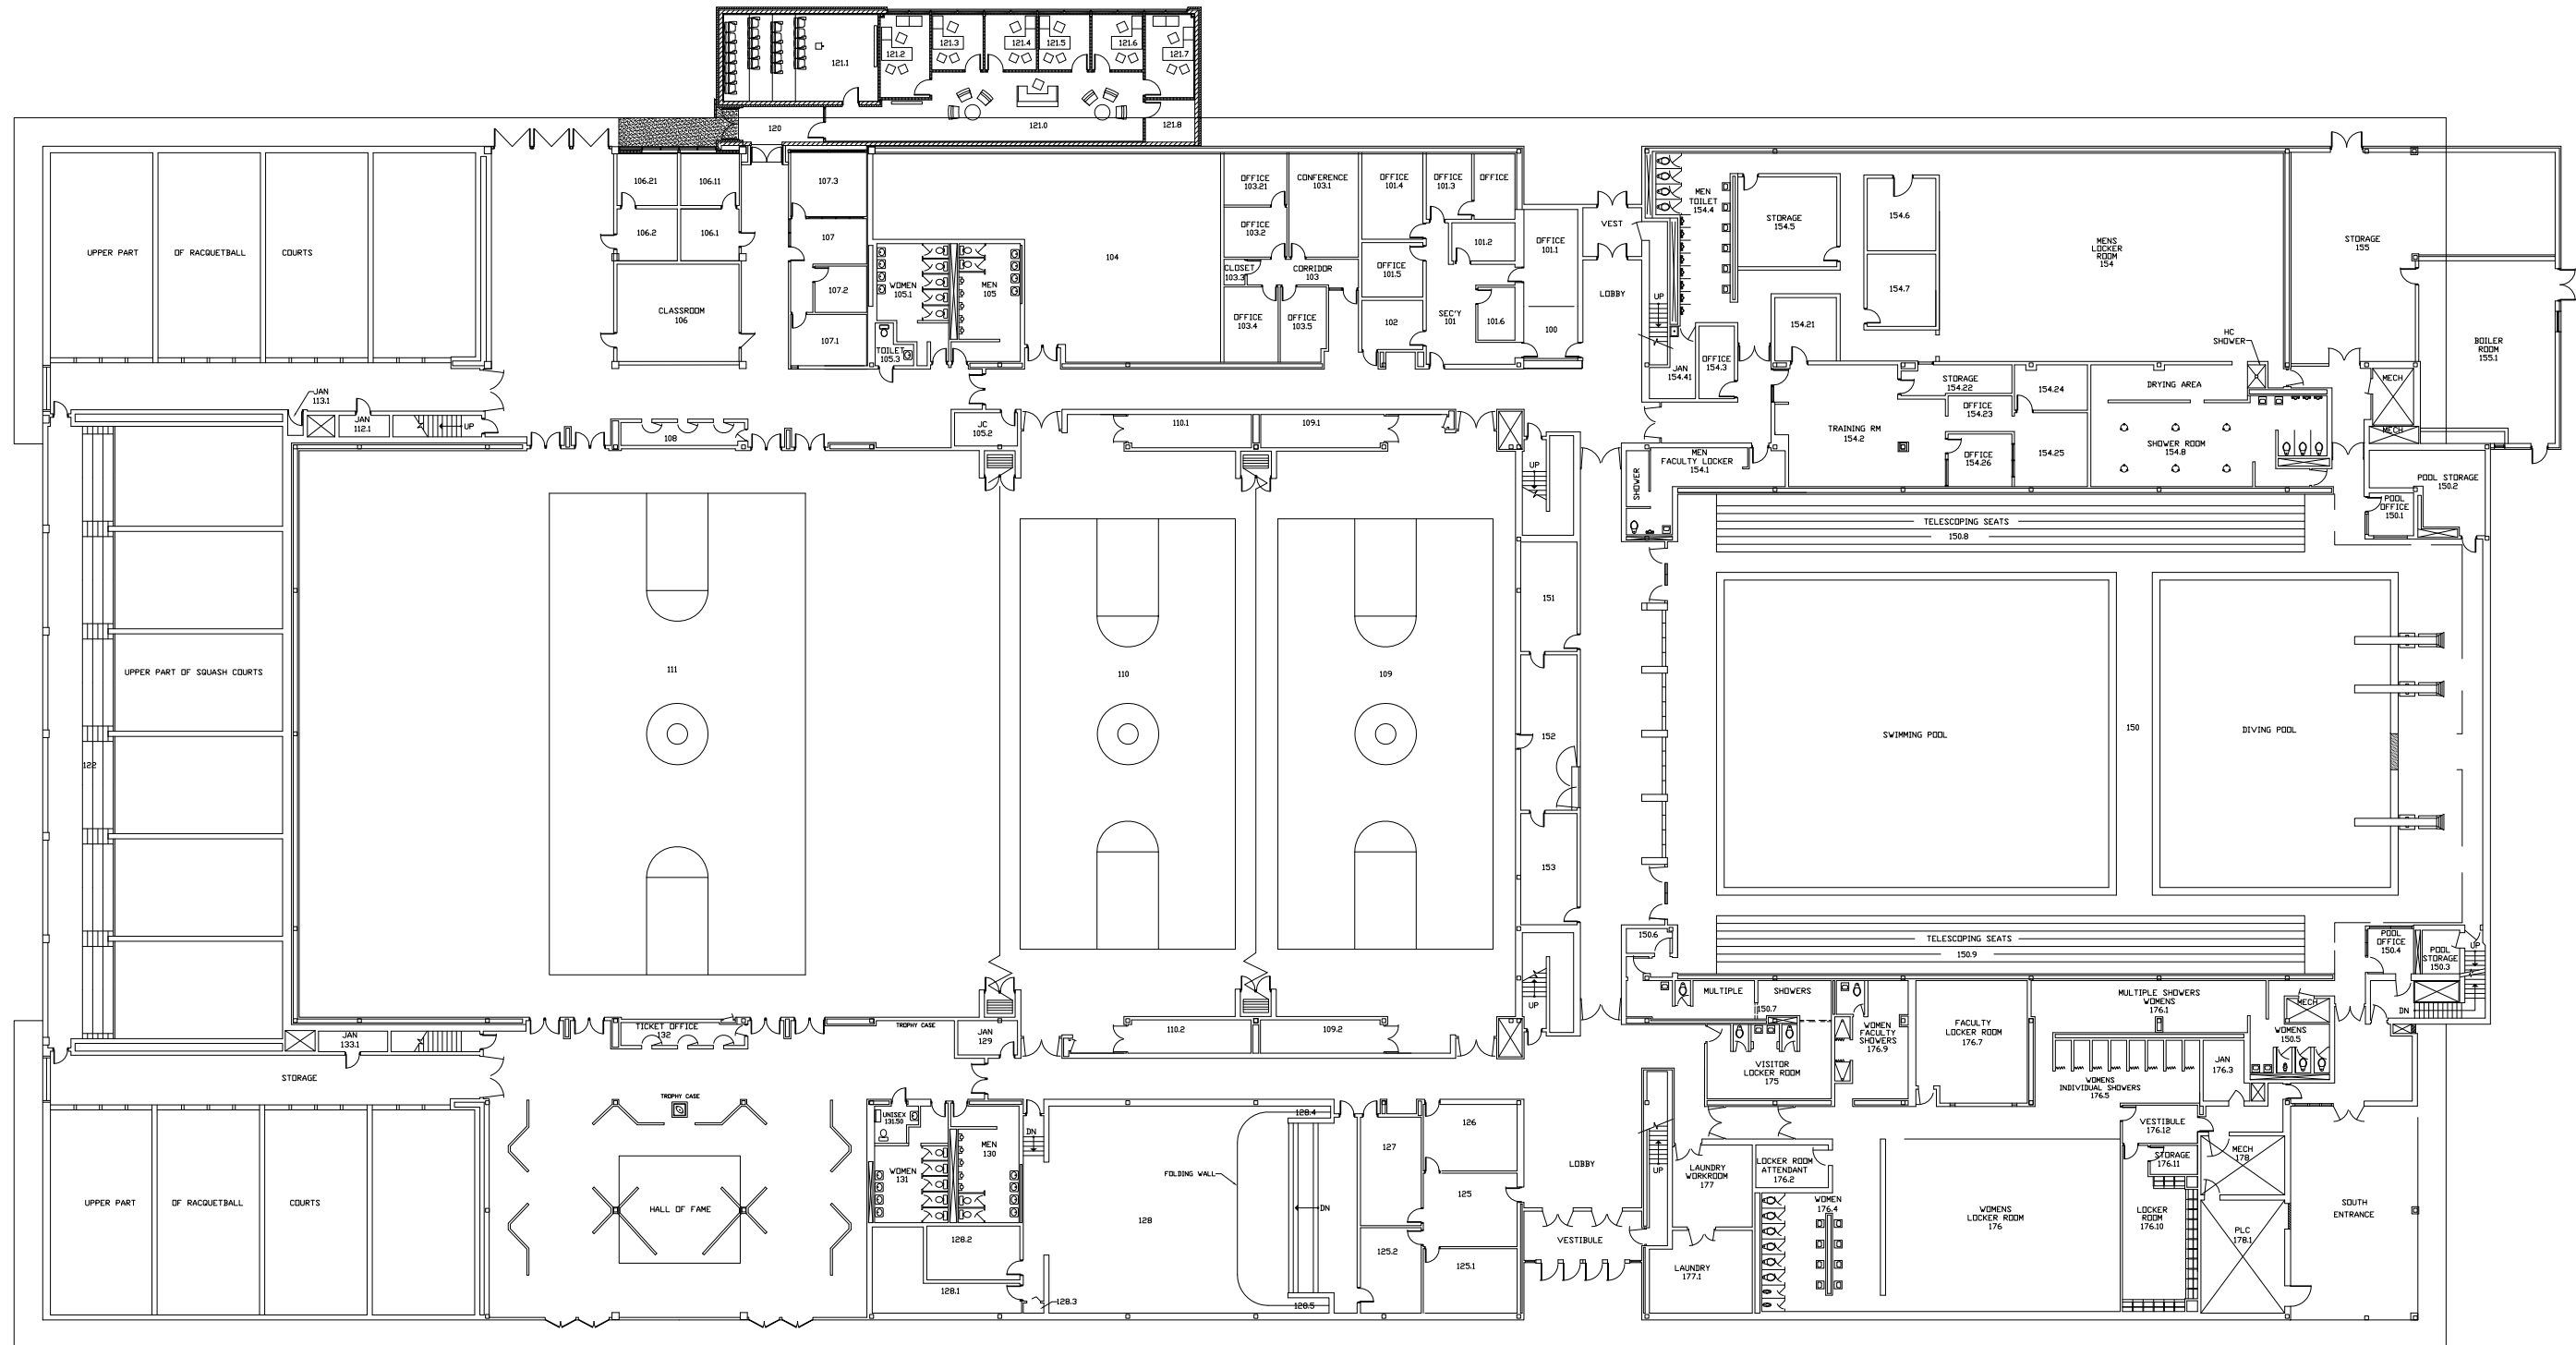 121.1
121.2
121.3
121.4
121.5
121.6
121.7
120
121.0
121.8
UPPER PART
OF RACQUETBALL
COURTS
106.21
106.11
106.2
106.1
CLASSROOM
106
107.3
107
107.2
107.1
WOMEN
105.1
MEN
105
TOILET
105.3
104
OFFICE
103.21
OFFICE
103.2
CONFERENCE
103.1
CLOSET
103.3
CORRIDOR
103
OFFICE
103.4
OFFICE
103.5
OFFICE
101.4
OFFICE
101.3
OFFICE
101.2
OFFICE
101.1
OFFICE
101.5
102
SEC'Y
101
101.6
100
VEST
LOBBY
UP
MEN
TOILET
154.4
STORAGE
154.5
154.6
154.7
MENS
LOCKER
ROOM
154
STORAGE
155
BOILER
ROOM
155.1
HC
SHOWER
154.21
OFFICE
154.3
JAN
154.41
STORAGE
154.22
154.24
OFFICE
154.23
DRYING AREA
MECH
MECH
TRAINING RM
154.2
OFFICE
154.26
154.25
SHOWER ROOM
154.8
MEN
FACULTY LOCKER
154.1
SHOWER
POOL STORAGE
150.2
POOL
OFFICE
150.1
JAN
113.1
JAN
112.1
UP
108
JC
105.2
110.1
109.1
UP
TELESCOPING SEATS
150.8
UPPER PART OF SQUASH COURTS
122
111
110
109
151
152
153
SWIMMING POOL
150
DIVING POOL
150.6
TELESCOPING SEATS
150.9
POOL
OFFICE
150.4
POOL
STORAGE
150.3
UP
DN
UP
JAN
133.1
TICKET OFFICE
132
TROPHY CASE
JAN
129
110.2
109.2
MULTIPLE
SHOWERS
150.7
VISITOR
LOCKER ROOM
175
WOMEN
FACULTY
SHOWERS
176.9
FACULTY
LOCKER ROOM
176.7
MULTIPLE SHOWERS
WOMENS
176.1
MECH
WOMENS
150.5
WOMENS
INDIVIDUAL SHOWERS
176.5
JAN
176.3
STORAGE
TROPHY CASE
UNISEX
131.50
WOMEN
131
MEN
130
DN
128.4
126
127
125
125.2
125.1
FOLDING WALL
128
DN
128.2
128.1
128.3
128.5
UPPER PART
OF RACQUETBALL
COURTS
HALL OF FAME
LOBBY
VESTIBULE
UP
LAUNDRY
WORKROOM
177
LOCKER ROOM
ATTENDANT
176.2
WOMEN
176.4
LAUNDRY
177.1
WOMENS
LOCKER ROOM
176
VESTIBULE
176.12
STORAGE
176.11
LOCKER
ROOM
176.10
MECH
178
PLC
178.1
SOUTH
ENTRANCE